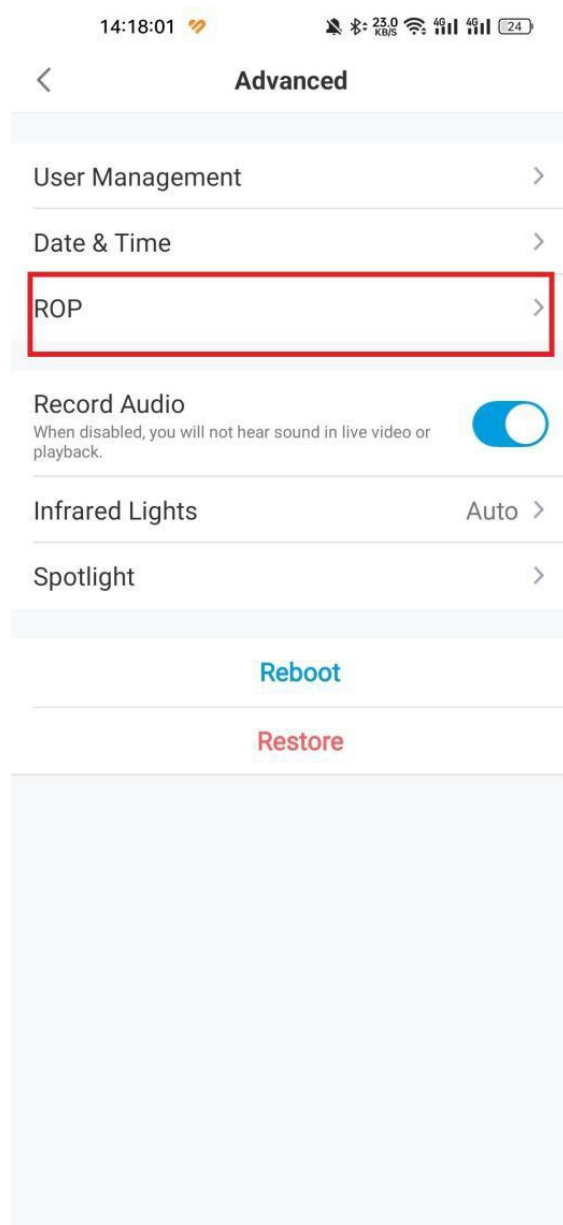 14:18:01 23.0 KB/S 4G 4G 24
Advanced
User Management
Date & Time
ROP
Record Audio
When disabled, you will not hear sound in live video or
playback.
Infrared Lights Auto
Spotlight
Reboot
Restore